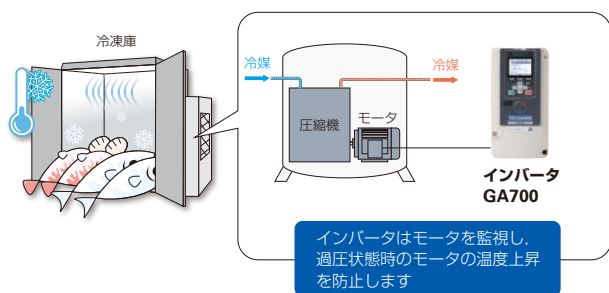 冷凍庫
冷媒
冷媒
圧縮機
モータ
インバータ
GA700
インバータはモータを監視し,
過圧状態時のモータの温度上昇
を防止します